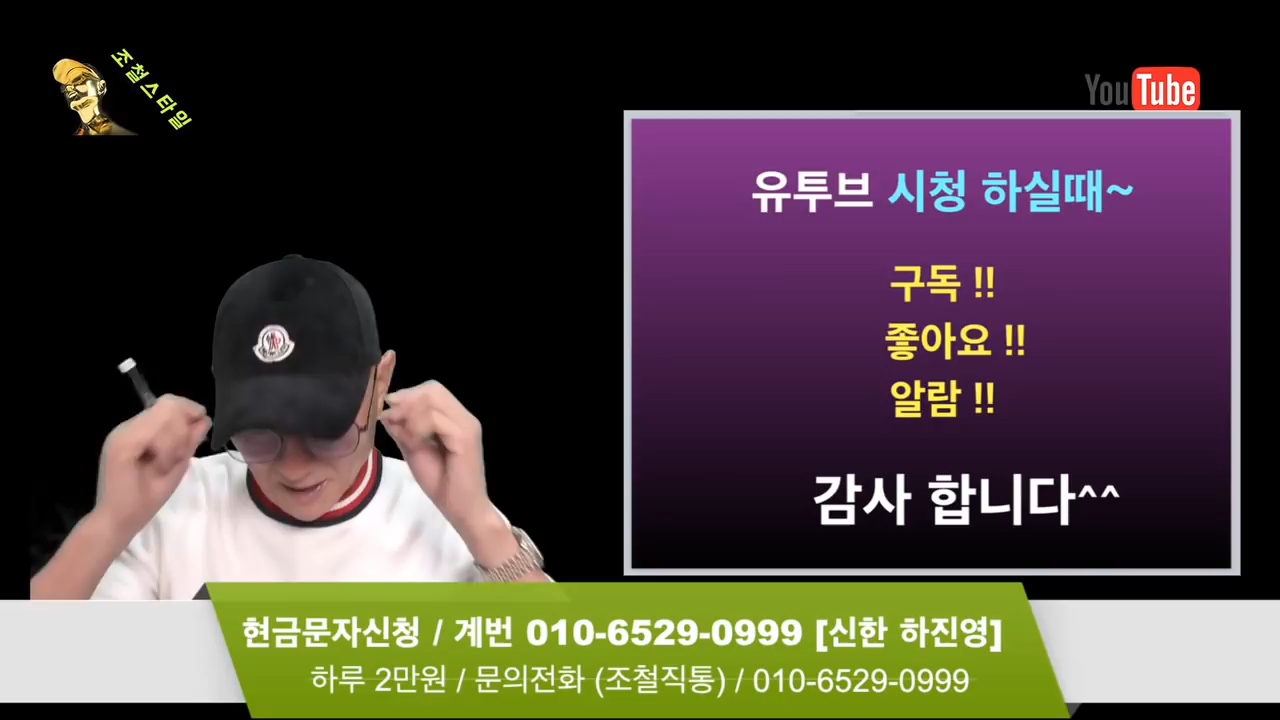 조철스타일
YouTube
유투브 시청 하실때~
구독 !!
좋아요 !!
알람 !!
감사 합니다^^
현금문자신청 / 계번 010-6529-0999 [신한 하진영]
하루 2만원 / 문의전화 (조철직통) / 010-6529-0999